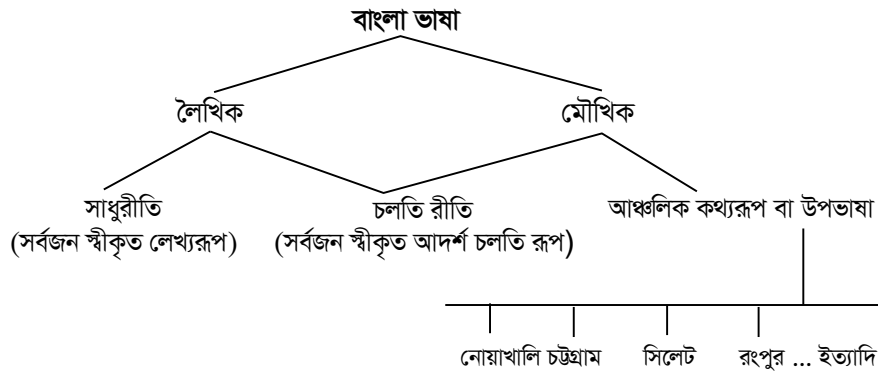 বাংলা ভাষা
লৈখিক মৌখিক
সাধুরীতি চলতি রীতি আঞ্চলিক কথ্যরূপ বা উপভাষা
(সর্বজন স্বীকৃত লেখ্যরূপ) (সর্বজন স্বীকৃত আদর্শ চলতি রূপ)
নোয়াখালি চট্টগ্রাম সিলেট রংপুর ... ইত্যাদি